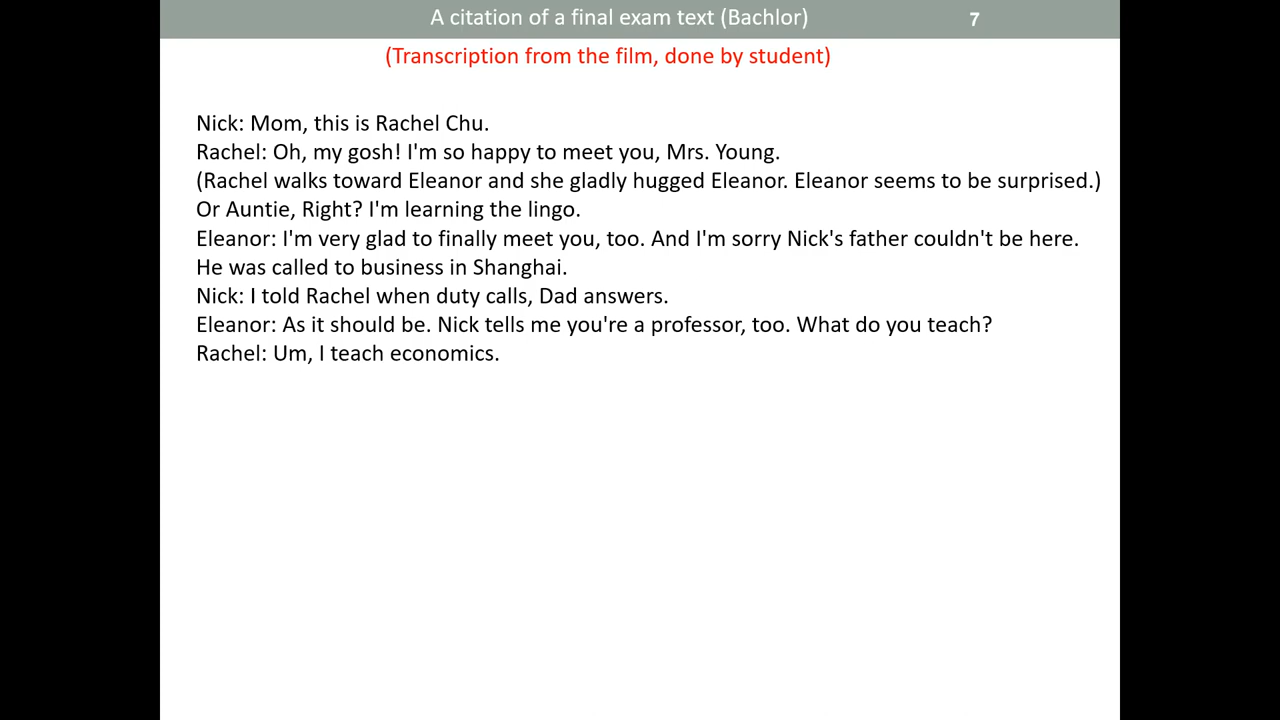 A citation of a final exam text (Bachlor)
7
(Transcription from the film, done by student)
Nick: Mom, this is Rachel Chu.
Rachel: Oh, my gosh! I'm so happy to meet you, Mrs. Young.
(Rachel walks toward Eleanor and she gladly hugged Eleanor. Eleanor seems to be surprised.)
Or Auntie, Right? I'm learning the lingo.
Eleanor: I'm very glad to finally meet you, too. And I'm sorry Nick's father couldn't be here.
He was called to business in Shanghai.
Nick: I told Rachel when duty calls, Dad answers.
Eleanor: As it should be. Nick tells me you're a professor, too. What do you teach?
Rachel: Um, I teach economics.